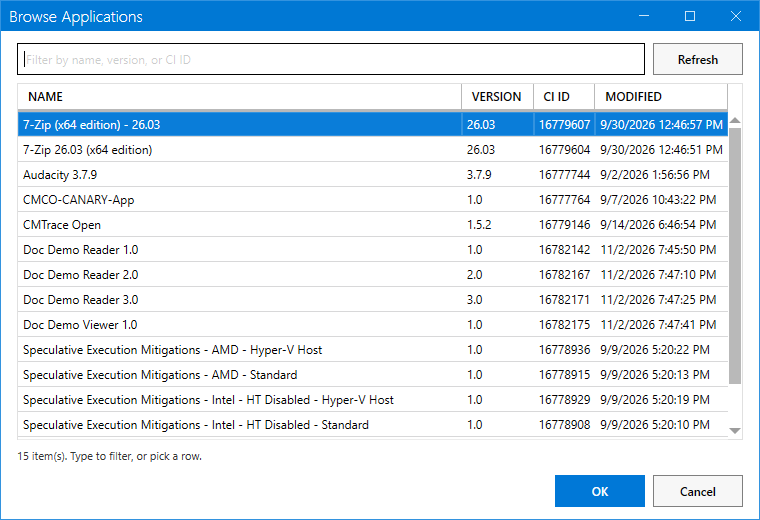 Browse Applications
Filter by name, version, or CI ID
Refresh
NAME VERSION CI ID MODIFIED
7-Zip (x64 edition) - 26.03 26.03 16779607 9/30/2026 12:46:57 PM
7-Zip 26.03 (x64 edition) 26.03 16779604 9/30/2026 12:46:51 PM
Audacity 3.7.9 3.7.9 16777744 9/2/2026 1:56:56 PM
CMCO-CANARY-App 1.0 16777764 9/7/2026 10:43:22 PM
CMTrace Open 1.5.2 16779146 9/14/2026 6:46:54 PM
Doc Demo Reader 1.0 1.0 16782142 11/2/2026 7:45:50 PM
Doc Demo Reader 2.0 2.0 16782167 11/2/2026 7:47:10 PM
Doc Demo Reader 3.0 3.0 16782171 11/2/2026 7:47:25 PM
Doc Demo Viewer 1.0 1.0 16782175 11/2/2026 7:47:41 PM
Speculative Execution Mitigations - AMD - Hyper-V Host 1.0 16778936 9/9/2026 5:20:22 PM
Speculative Execution Mitigations - AMD - Standard 1.0 16778915 9/9/2026 5:20:13 PM
Speculative Execution Mitigations - Intel - HT Disabled - Hyper-V Host 1.0 16778929 9/9/2026 5:20:19 PM
Speculative Execution Mitigations - Intel - HT Disabled - Standard 1.0 16778908 9/9/2026 5:20:10 PM
15 item(s). Type to filter, or pick a row.
OK
Cancel